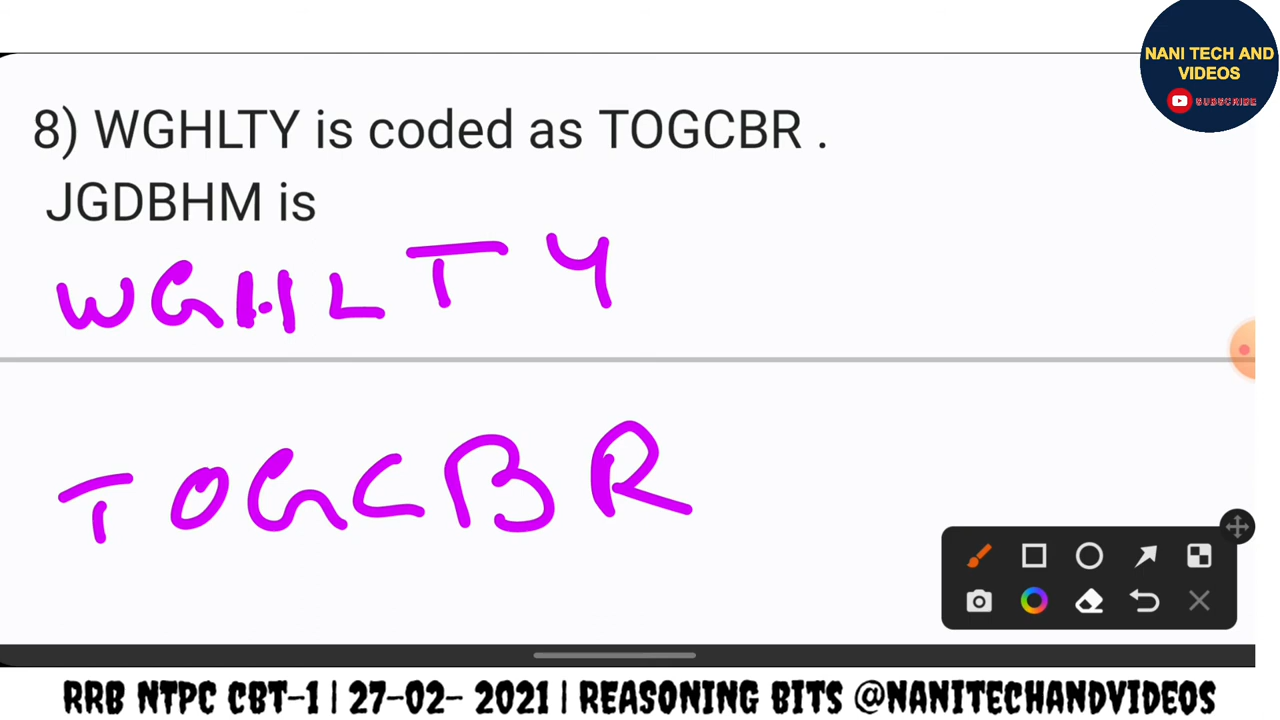 NANI TECH AND
VIDEOS
SUBSCRIBE
8) WGHLTY is coded as TOGCBR .
JGDBHM is
WGHLTY
TOGCBR
RRB NTPC CBT-1 | 27-02- 2021 | REASONING BITS @NANITECHANDVIDEOS